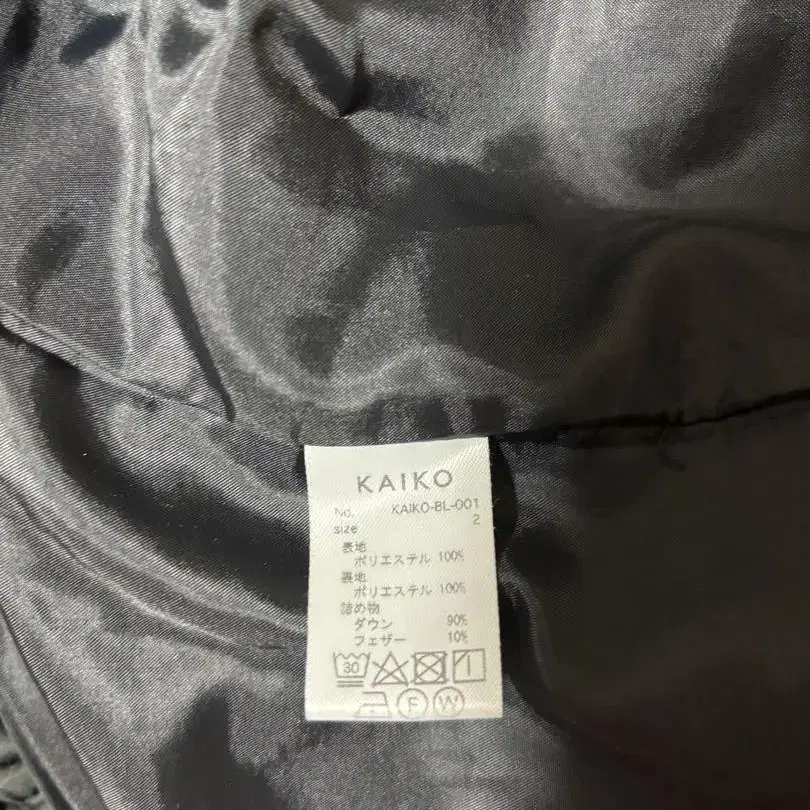 KAIKO
No. KAIKO-BL-001
size 2
表地
ポリエステル 100%
裏地
ポリエステル 100%
詰め物
ダウン 90%
フェザー 10%
30
F W